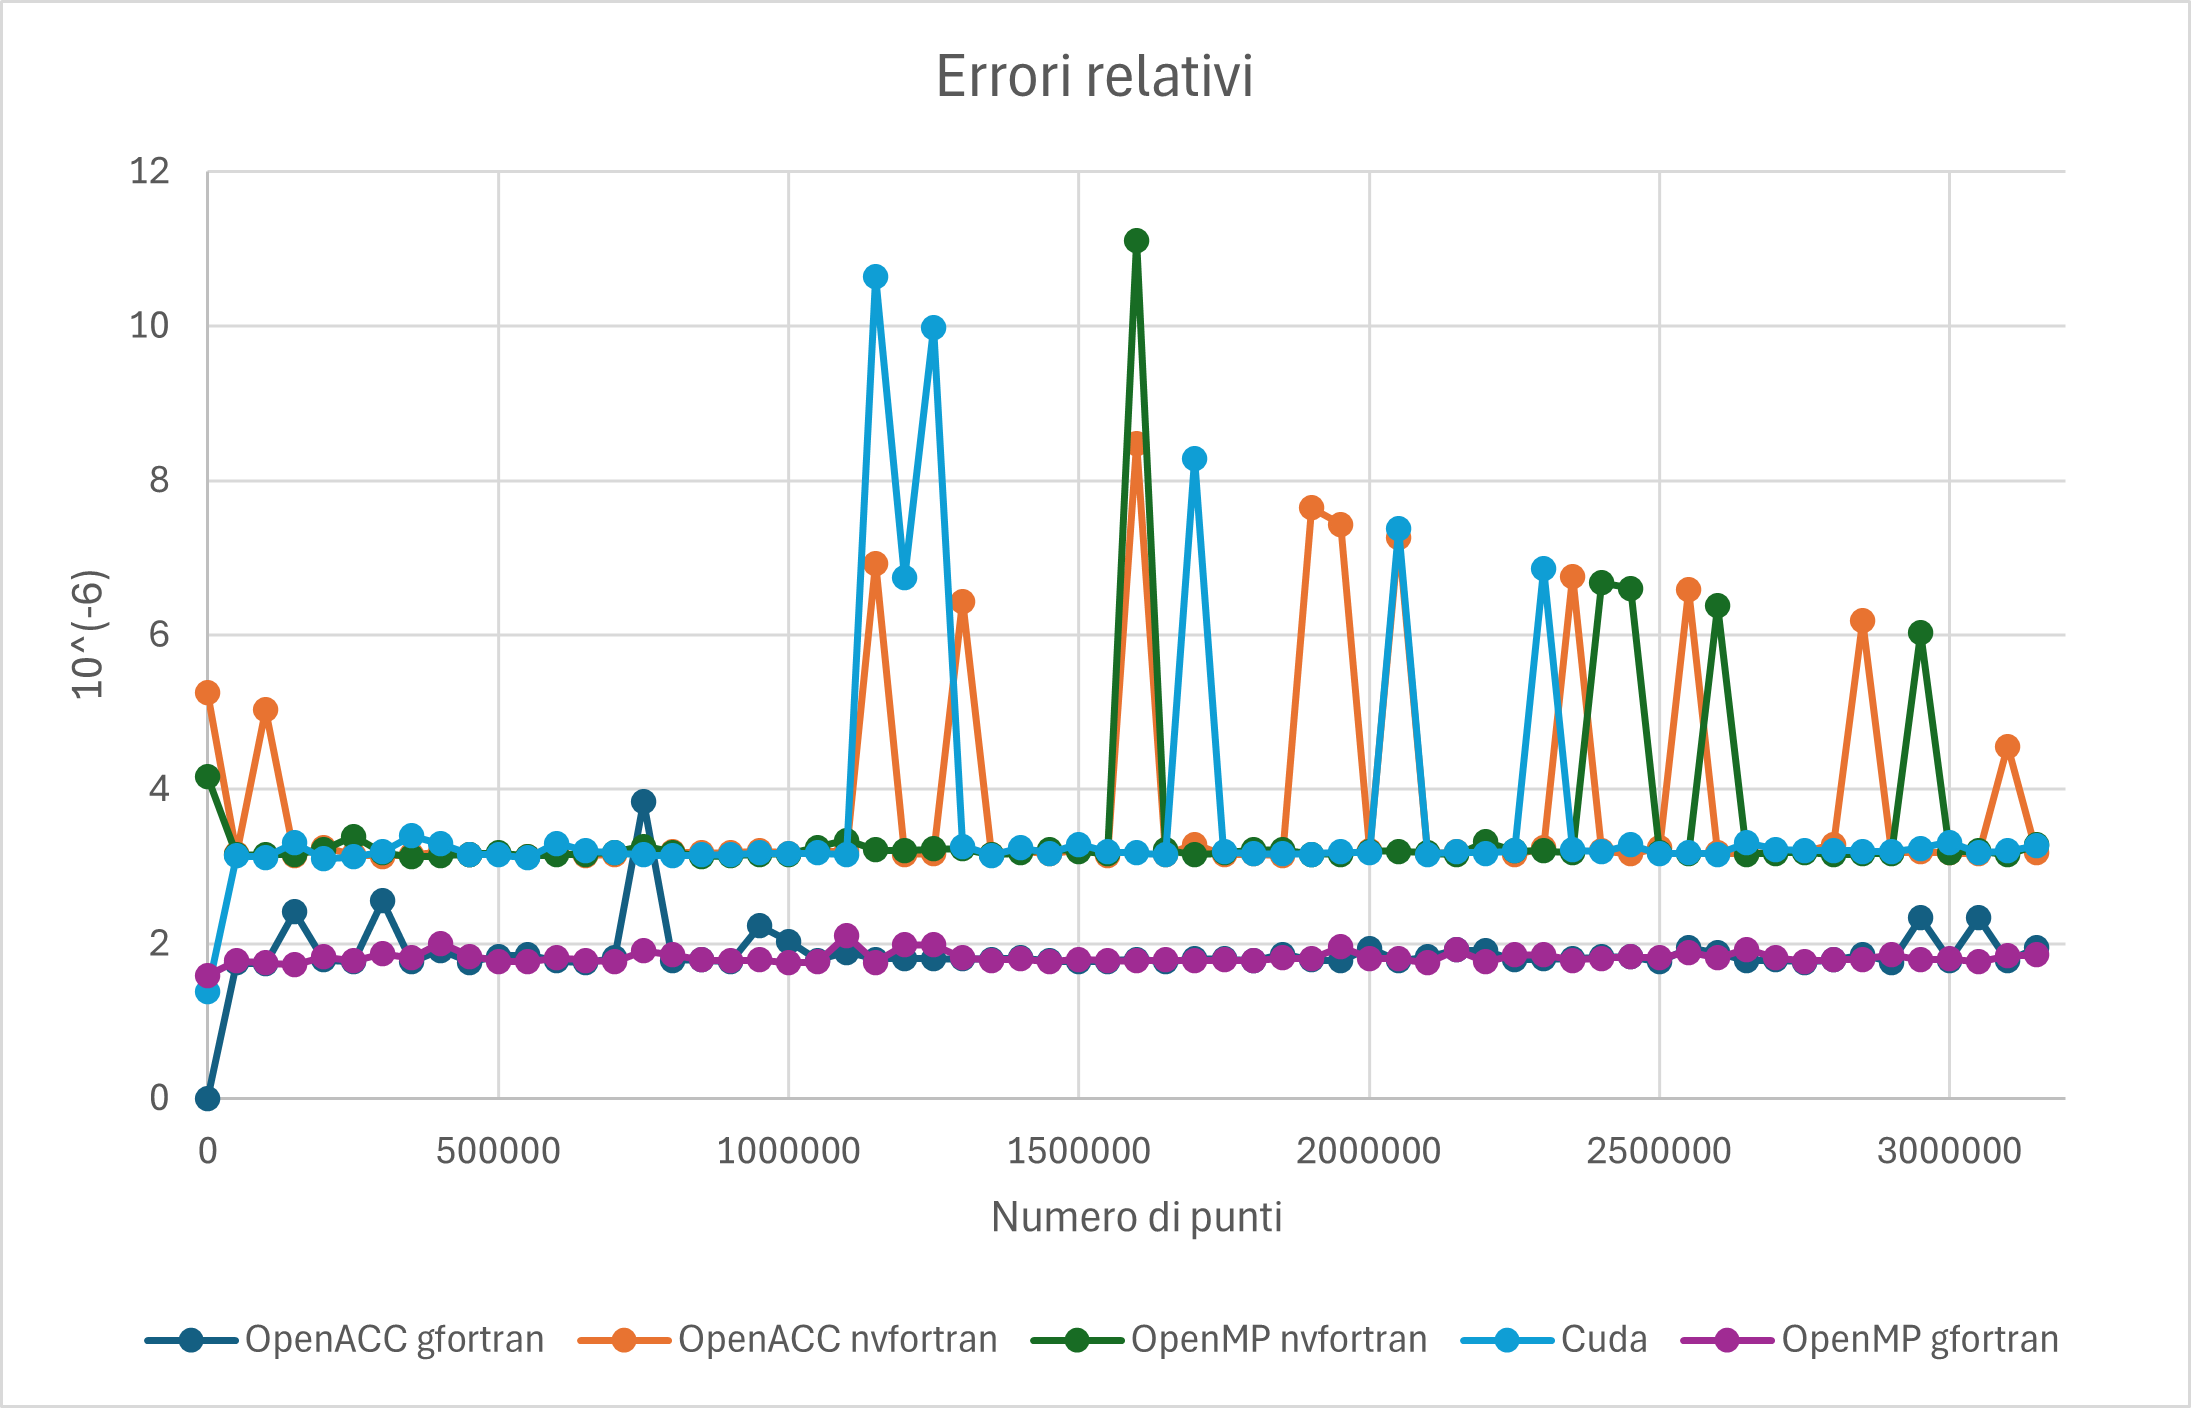 Errori relativi
12
10
8
6
4
2
0
10^(-6)
0 500000 1000000 1500000 2000000 2500000 3000000
Numero di punti
OpenACC gfortran OpenACC nvfortran OpenMP nvfortran Cuda OpenMP gfortran